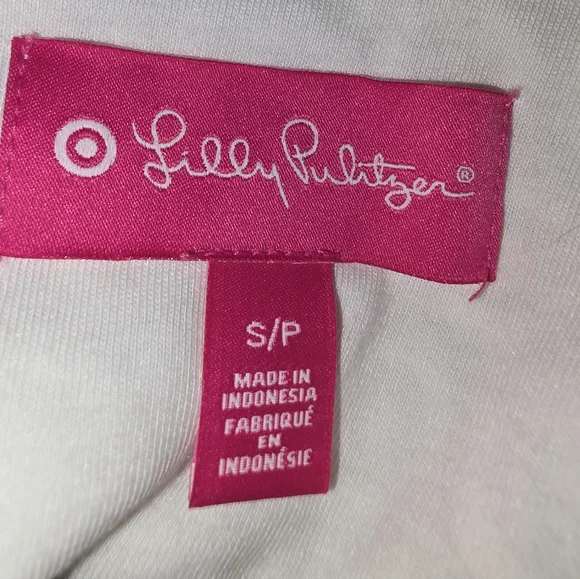 Lilly Pulitzer®
S/P
MADE IN
INDONESIA
FABRIQUÉ
EN
INDONÉSIE